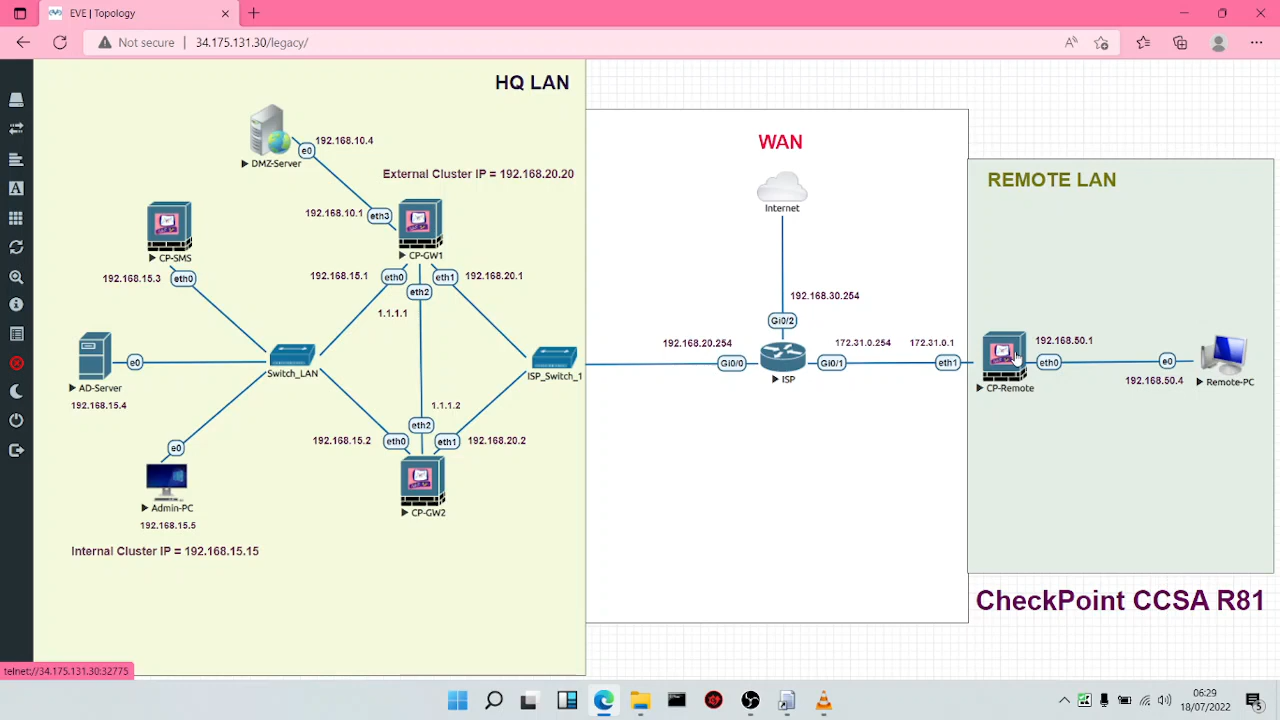 EVE | Topology
Not secure
34.175.131.30/legacy/
HQ LAN
192.168.10.4
e0
DMZ-Server
External Cluster IP = 192.168.20.20
192.168.10.1
eth3
CP-GW1
CP-SMS
192.168.15.3
eth0
192.168.15.1
eth0
eth1
192.168.20.1
eth2
1.1.1.1
AD-Server
e0
192.168.15.4
Switch_LAN
ISP_Switch_1
1.1.1.2
eth2
192.168.15.2
eth0
eth1
192.168.20.2
CP-GW2
e0
Admin-PC
192.168.15.5
Internal Cluster IP = 192.168.15.15
WAN
Internet
192.168.30.254
Gi0/2
192.168.20.254
Gi0/0
ISP
172.31.0.254
Gi0/1
172.31.0.1
eth1
REMOTE LAN
CP-Remote
192.168.50.1
eth0
e0
192.168.50.4
Remote-PC
CheckPoint CCSA R81
telnet://34.175.131.30:32775
06:29
18/07/2022